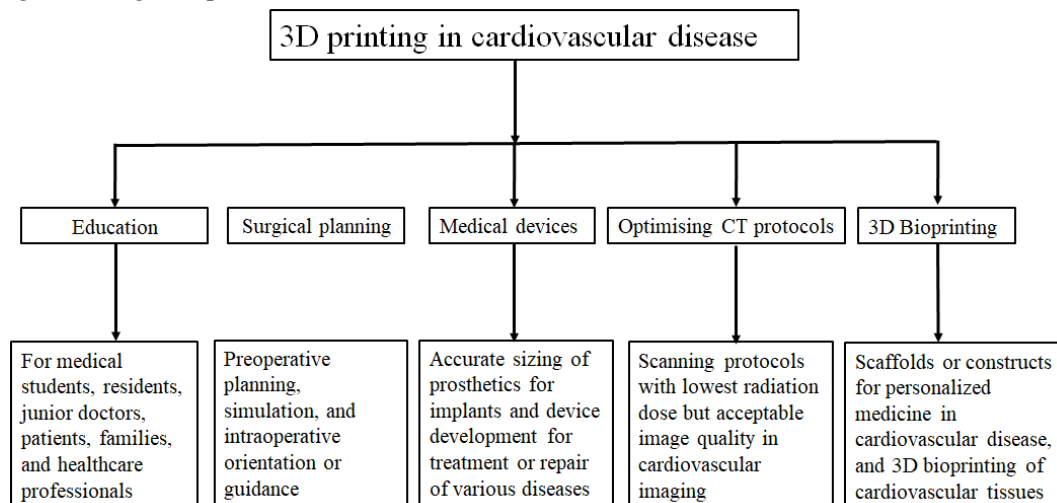 3D printing in cardiovascular disease
Education
Surgical planning
Medical devices
Optimising CT protocols
3D Bioprinting
For medical
students, residents,
junior doctors,
patients, families,
and healthcare
professionals
Preoperative
planning,
simulation, and
intraoperative
orientation or
guidance
Accurate sizing of
prosthetics for
implants and device
development for
treatment or repair
of various diseases
Scanning protocols
with lowest radiation
dose but acceptable
image quality in
cardiovascular
imaging
Scaffolds or constructs
for personalized
medicine in
cardiovascular disease,
and 3D bioprinting of
cardiovascular tissues